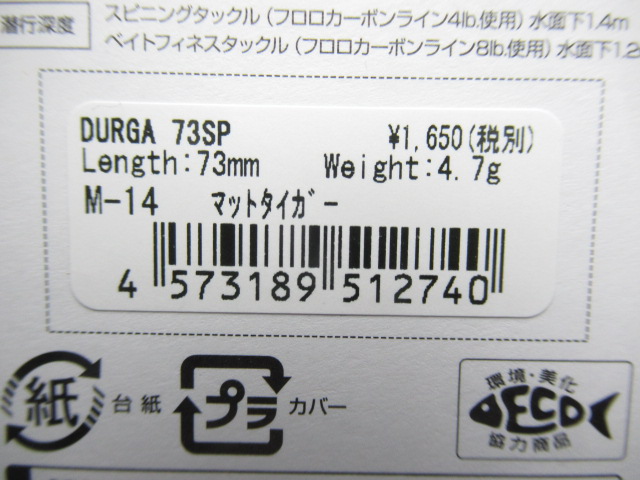 潜行深度
スピニングタックル（フロロカーボンライン4lb.使用）水面下1.4m
ベイトフィネスタックル（フロロカーボンライン8lb.使用）水面下1.2
DURGA 73SP ¥1,650(税別)
Length:73mm Weight:4.7g
M-14 マットタイガー
4 573189 512740
紙 台紙 プラ カバー
環境・美化
ECO
協力商品